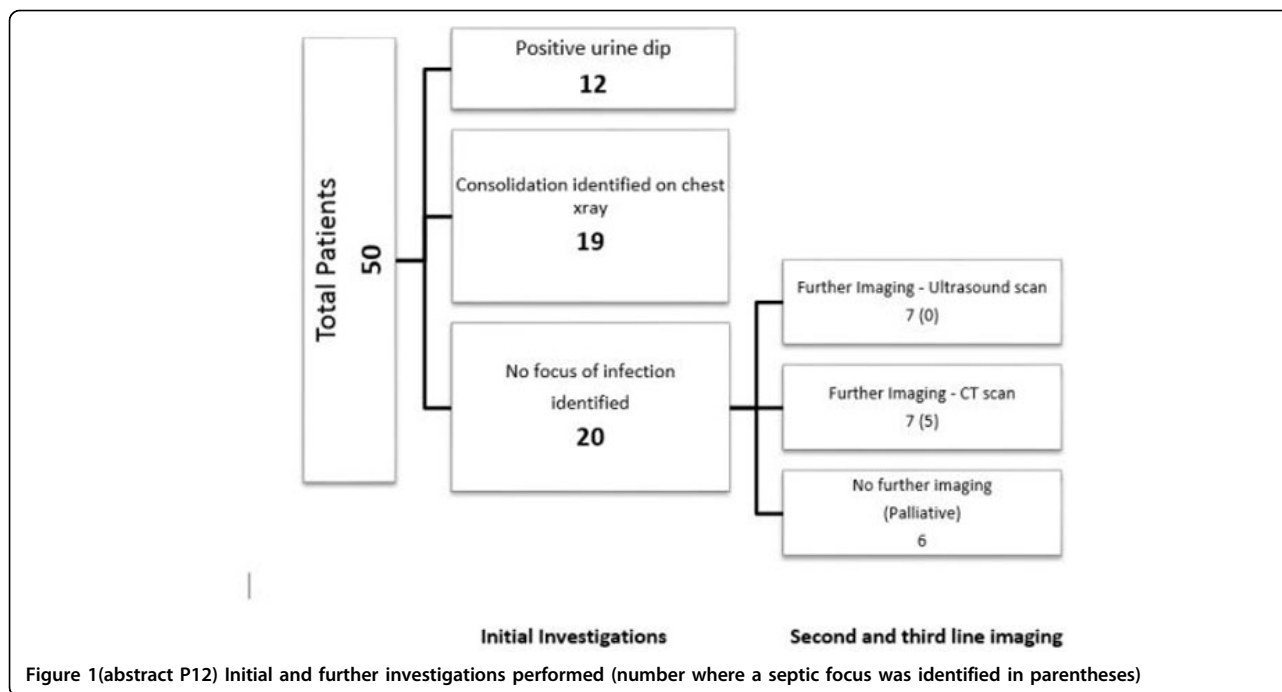 Total Patients
50
Positive urine dip
12
Consolidation identified on chest
xray
19
No focus of infection
identified
20
Further Imaging - Ultrasound scan
7 (0)
Further Imaging - CT scan
7 (5)
No further imaging
(Palliative)
6
Initial Investigations
Second and third line imaging
Figure 1(abstract P12) Initial and further investigations performed (number where a septic focus was identified in parentheses)